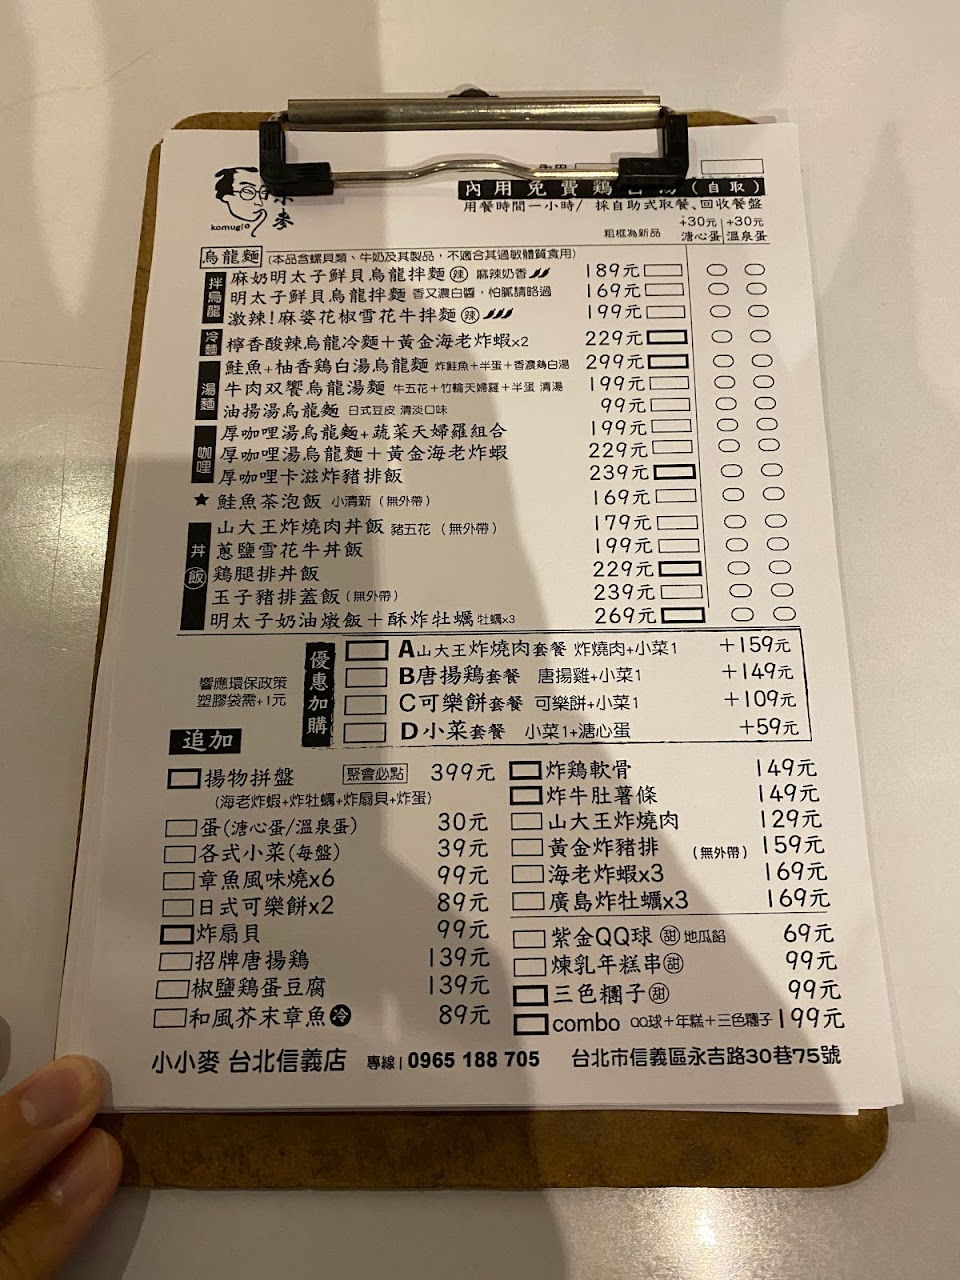 小麥
komugi
內用免費鶏白湯(自取)
用餐時間一小時/ 採自助式取餐、回收餐盤
粗框為新品
+30元 溏心蛋
+30元 溫泉蛋
烏龍麵 (本品含螺貝類、牛奶及其製品,不適合其過敏體質食用)
拌烏龍
麻奶明太子鮮貝烏龍拌麵 辣 麻辣奶香 189元
明太子鮮貝烏龍拌麵 香又濃白醬,怕膩請略過 169元
激辣!麻婆花椒雪花牛拌麵 辣 199元
冷麵
檸香酸辣烏龍冷麵+黃金海老炸蝦x2 229元
湯麵
鮭魚+柚香鶏白湯烏龍麵 炸鮭魚+半蛋+香濃鷄白湯 299元
牛肉双饗烏龍湯麵 牛五花+竹輪天婦羅+半蛋 清湯 199元
油揚湯烏龍麵 日式豆皮 清淡口味 99元
咖哩
厚咖哩湯烏龍麵+蔬菜天婦羅組合 199元
厚咖哩湯烏龍麵+黃金海老炸蝦 229元
厚咖哩卡滋炸豬排飯 239元
★鮭魚茶泡飯 小清新(無外帶) 169元
丼飯
山大王炸燒肉丼飯 豬五花(無外帶) 179元
蔥鹽雪花牛丼飯 199元
鶏腿排丼飯 229元
玉子豬排蓋飯(無外帶) 239元
明太子奶油燉飯+酥炸牡蠣 牡蠣x3 269元
響應環保政策
塑膠袋需+1元
優惠加購
A山大王炸燒肉套餐 炸燒肉+小菜1 +159元
B唐揚鶏套餐 唐揚雞+小菜1 +149元
C可樂餅套餐 可樂餅+小菜1 +109元
D小菜套餐 小菜1+溏心蛋 +59元
追加
揚物拼盤 聚會必點 399元
(海老炸蝦+炸牡蠣+炸扇貝+炸蛋)
蛋(溏心蛋/溫泉蛋) 30元
各式小菜(每盤) 39元
章魚風味燒x6 99元
日式可樂餅x2 89元
炸扇貝 99元
招牌唐揚鶏 139元
椒鹽鶏蛋豆腐 139元
和風芥末章魚 冷 89元
炸鶏軟骨 149元
炸牛肚薯條 149元
山大王炸燒肉 129元
黃金炸豬排 (無外帶) 159元
海老炸蝦x3 169元
廣島炸牡蠣x3 169元
紫金QQ球 甜 地瓜餡 69元
煉乳年糕串 甜 99元
三色糰子 甜 99元
combo QQ球+年糕+三色糰子 199元
小小麥 台北信義店 專線 | 0965 188 705 台北市信義區永吉路30巷75號